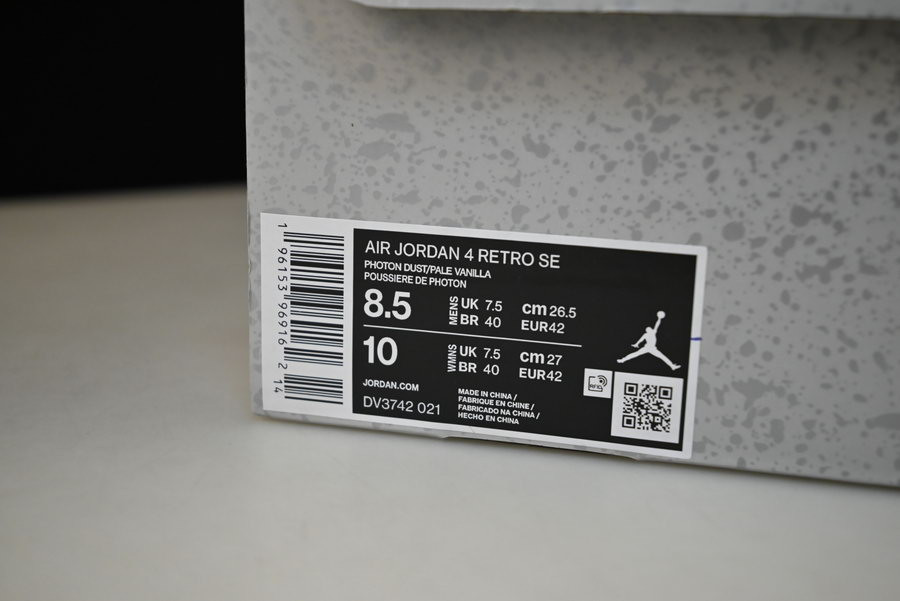 1 96153 96916 2 14
AIR JORDAN 4 RETRO SE
PHOTON DUST/PALE VANILLA
POUSSIERE DE PHOTON
8.5 MENS UK 7.5 cm 26.5
BR 40 EUR42
10 WMNS UK 7.5 cm 27
BR 40 EUR42
JORDAN.COM
DV3742 021
MADE IN CHINA /
FABRIQUE EN CHINE /
FABRICADO NA CHINA /
HECHO EN CHINA
RFID